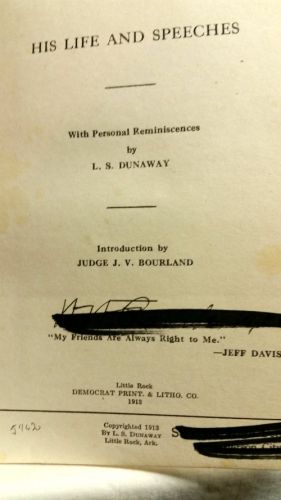 HIS LIFE AND SPEECHES
With Personal Reminiscences
by
L. S. DUNAWAY
Introduction by
JUDGE J. V. BOURLAND
"My Friends Are Always Right to Me."
—JEFF DAVIS
Little Rock
DEMOCRAT PRINT. & LITHO. CO.
1913
Copyrighted 1913
By L. S. DUNAWAY
Little Rock, Ark.